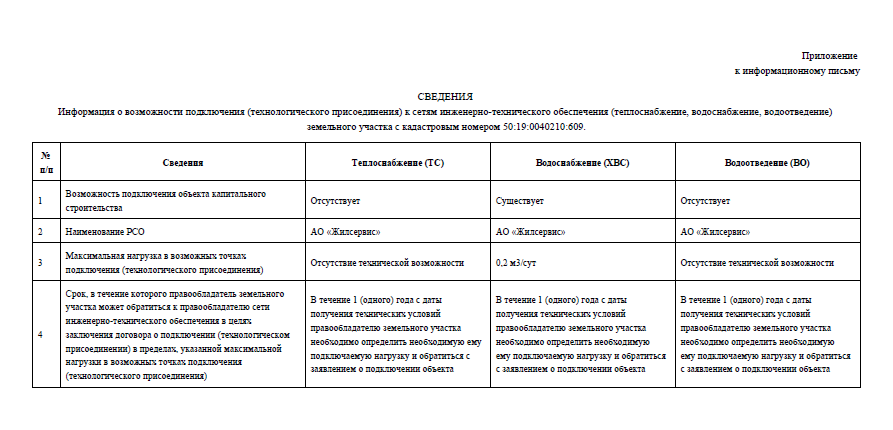 Приложение
к информационному письму
СВЕДЕНИЯ
Информация о возможности подключения (технологического присоединения) к сетям инженерно-технического обеспечения (теплоснабжение, водоснабжение, водоотведение)
земельного участка с кадастровым номером 50:19:0040210:609.
№
п/п
Сведения
Теплоснабжение (ТС)
Водоснабжение (ХВС)
Водоотведение (ВО)
1
Возможность подключения объекта капитального
строительства
Отсутствует
Существует
Отсутствует
2
Наименование РСО
АО «Жилсервис»
АО «Жилсервис»
АО «Жилсервис»
3
Максимальная нагрузка в возможных точках
подключения (технологического присоединения)
Отсутствие технической возможности
0,2 м3/сут
Отсутствие технической возможности
4
Срок, в течение которого правообладатель земельного
участка может обратиться к правообладателю сети
инженерно-технического обеспечения в целях
заключения договора о подключении (технологическом
присоединении) в пределах, указанной максимальной
нагрузки в возможных точках подключения
(технологического присоединения)
В течение 1 (одного) года с даты
получения технических условий
правообладателю земельного участка
необходимо определить необходимую ему
подключаемую нагрузку и обратиться с
заявлением о подключении объекта
В течение 1 (одного) года с даты
получения технических условий
правообладателю земельного участка
необходимо определить необходимую
ему подключаемую нагрузку и обратиться
с заявлением о подключении объекта
В течение 1 (одного) года с даты
получения технических условий
правообладателю земельного участка
необходимо определить необходимую
ему подключаемую нагрузку и обратиться
с заявлением о подключении объекта